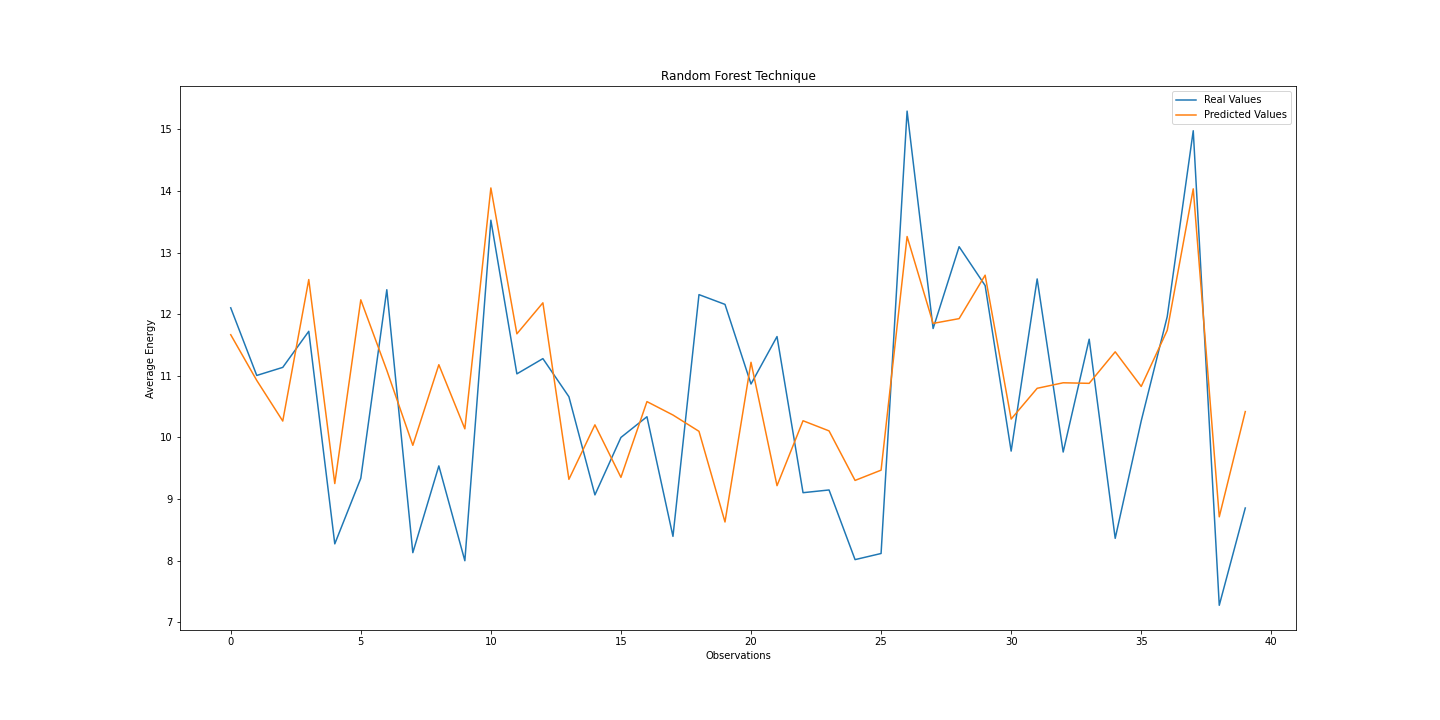 Random Forest Technique
Real Values
Predicted Values
15
14
13
12
11
10
9
8
7
Average Energy
0 5 10 15 20 25 30 35 40
Observations